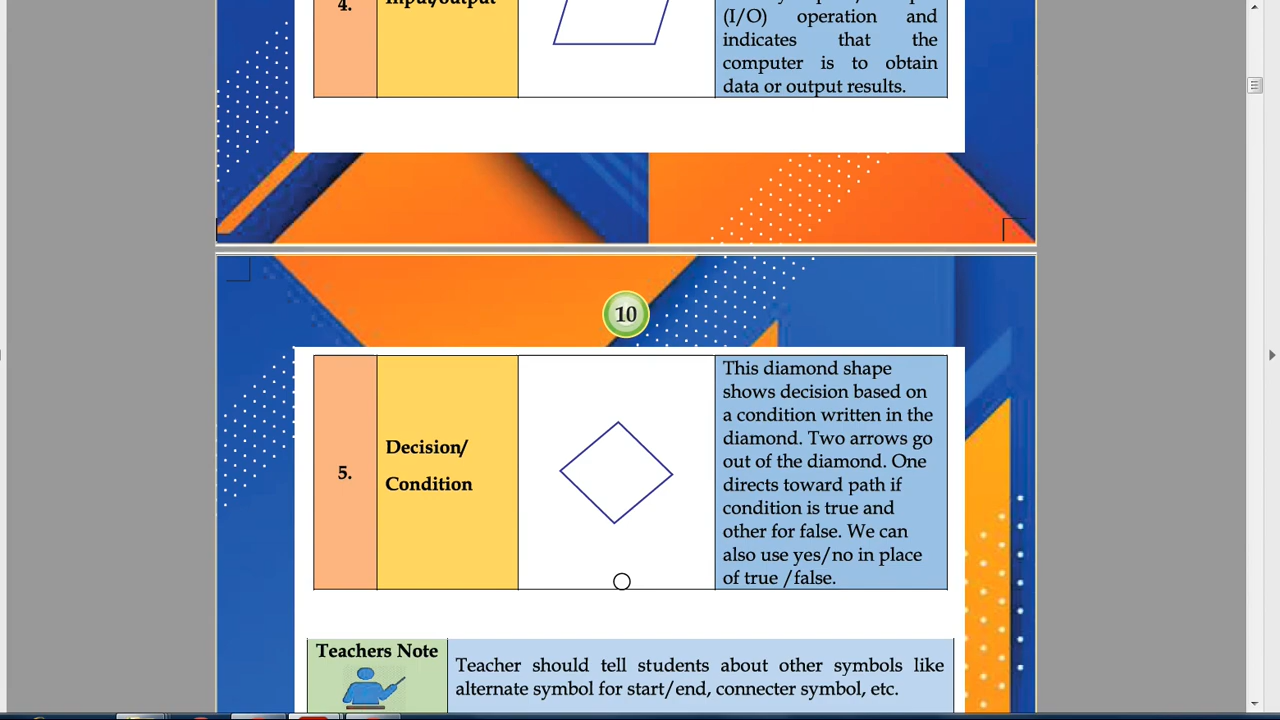 4.
Input/output
(I/O) operation and
indicates that the
computer is to obtain
data or output results.
10
5.
Decision/
Condition
This diamond shape
shows decision based on
a condition written in the
diamond. Two arrows go
out of the diamond. One
directs toward path if
condition is true and
other for false. We can
also use yes/no in place
of true /false.
Teachers Note
Teacher should tell students about other symbols like
alternate symbol for start/end, connecter symbol, etc.